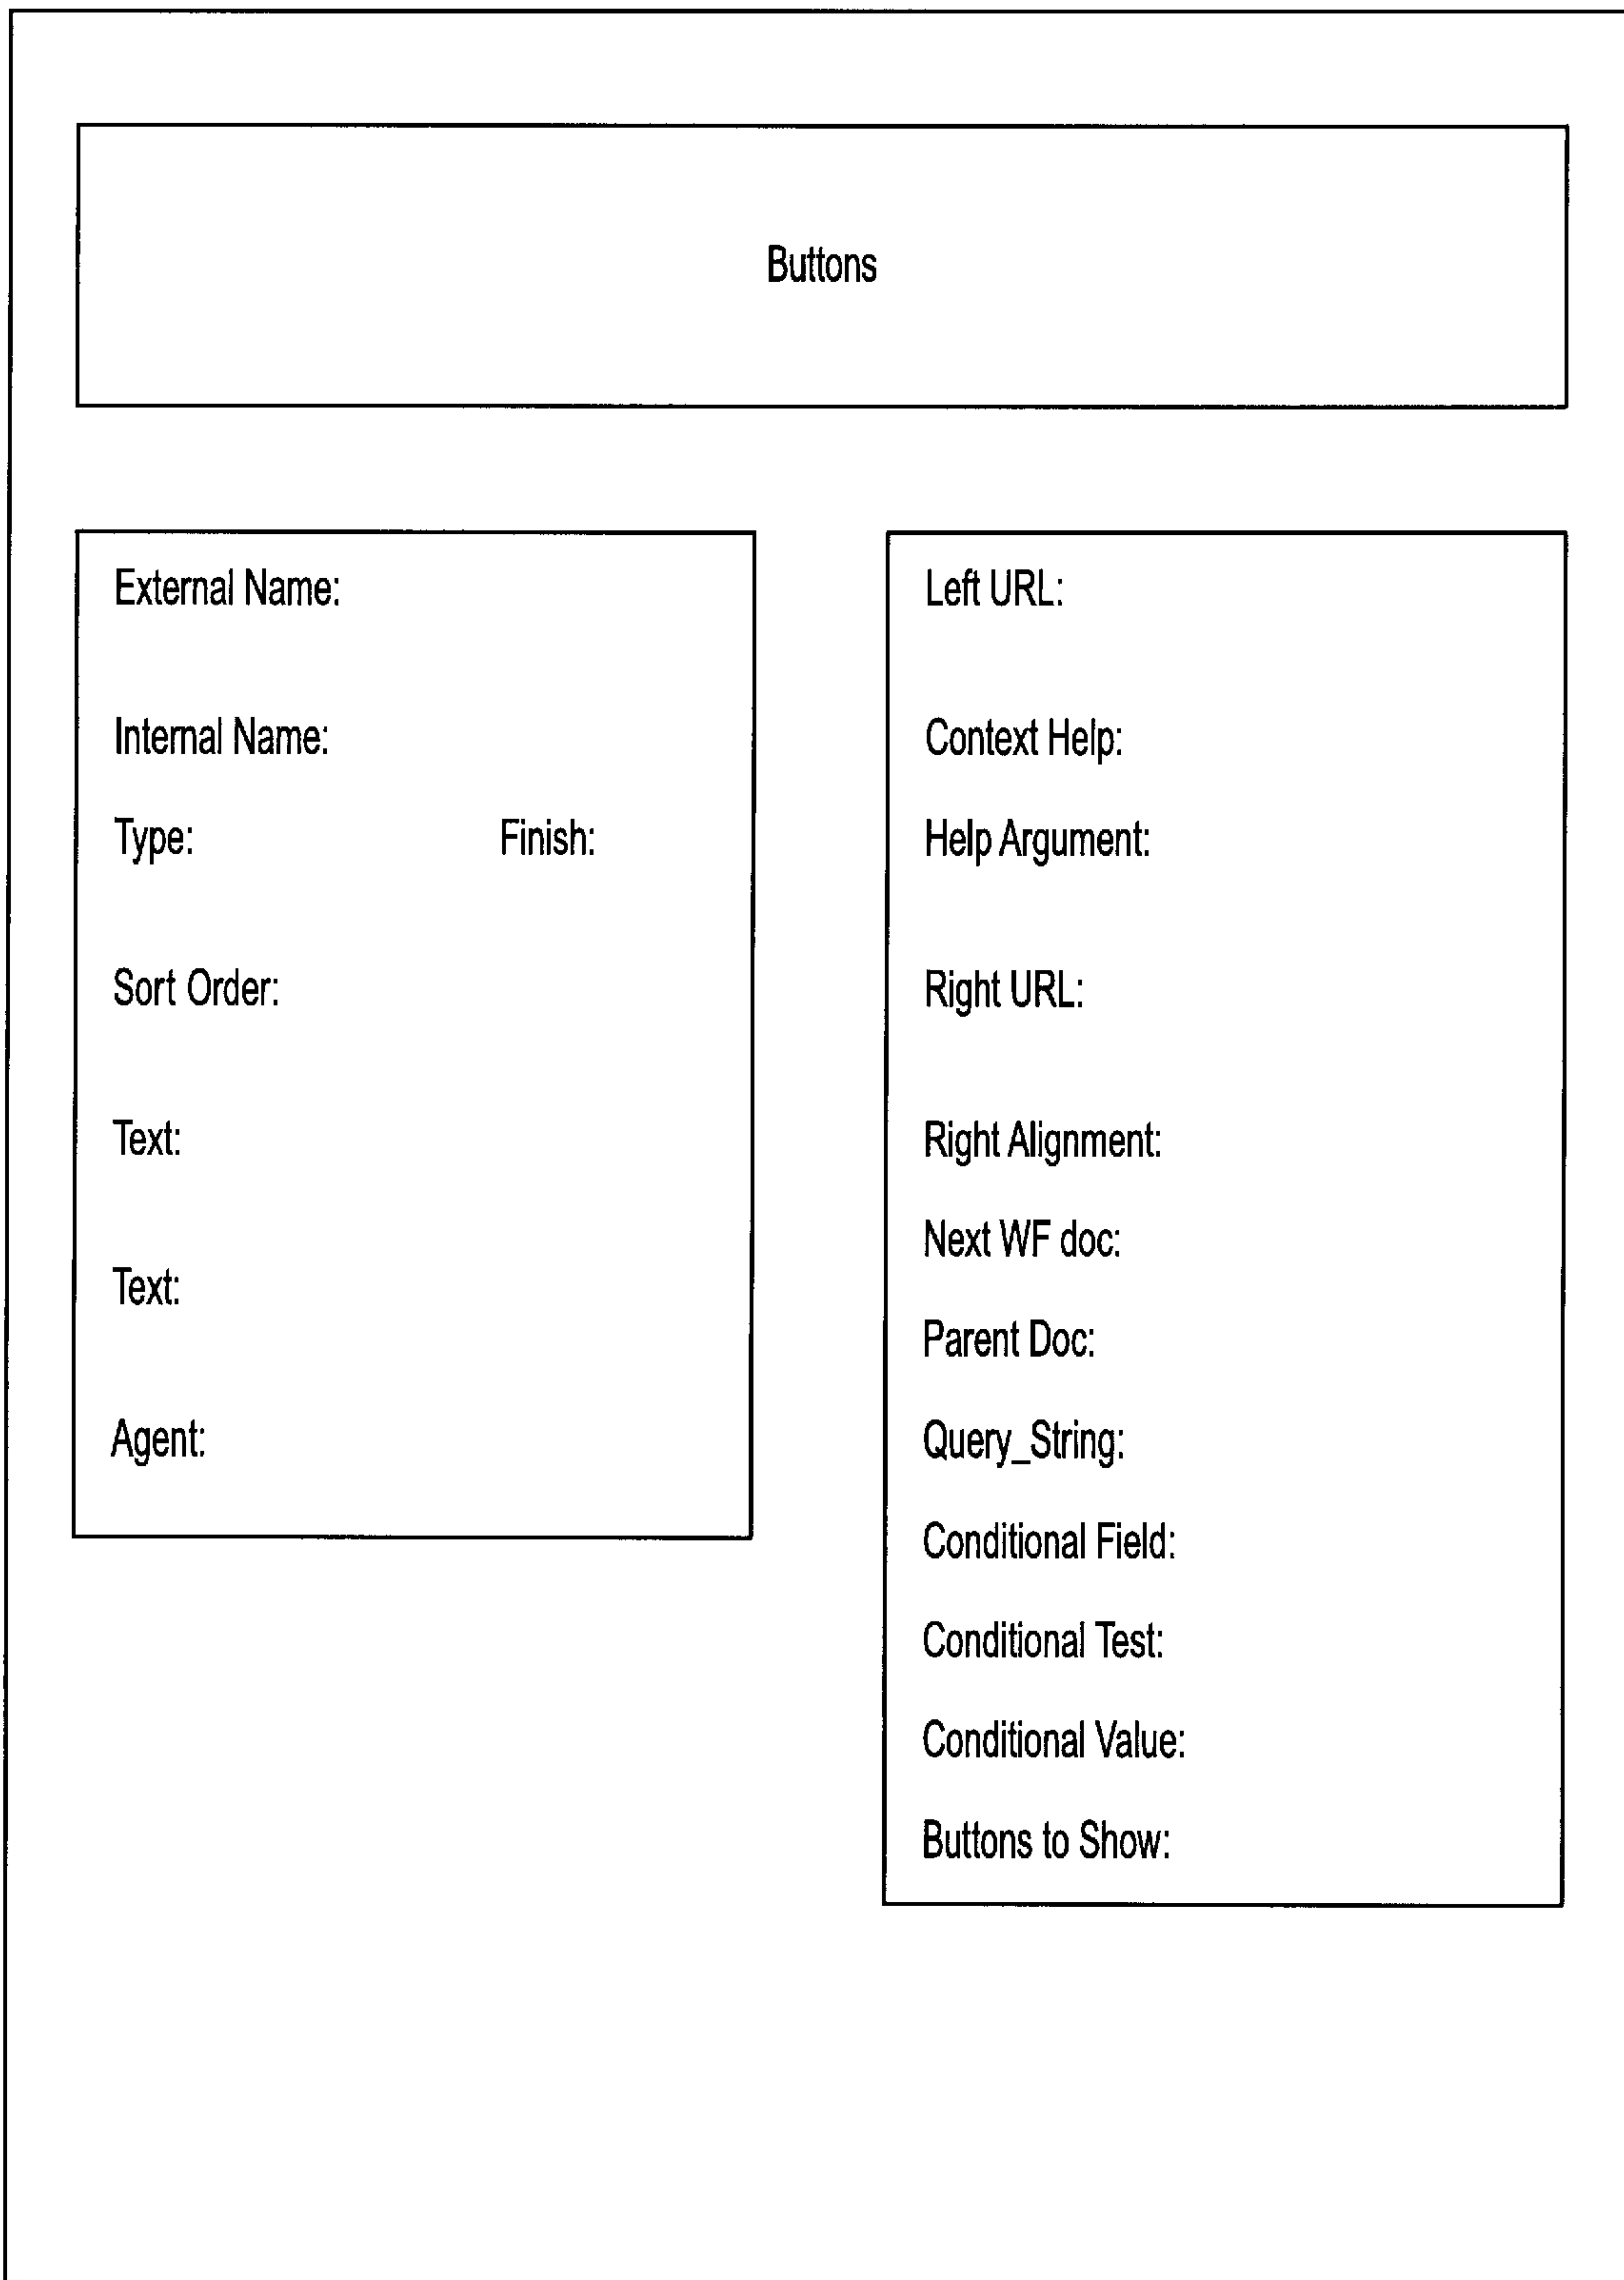 Buttons
External Name:
Internal Name:
Type: Finish:
Sort Order:
Text:
Text:
Agent:
Left URL:
Context Help:
Help Argument:
Right URL:
Right Alignment:
Next WF doc:
Parent Doc:
Query_String:
Conditional Field:
Conditional Test:
Conditional Value:
Buttons to Show: